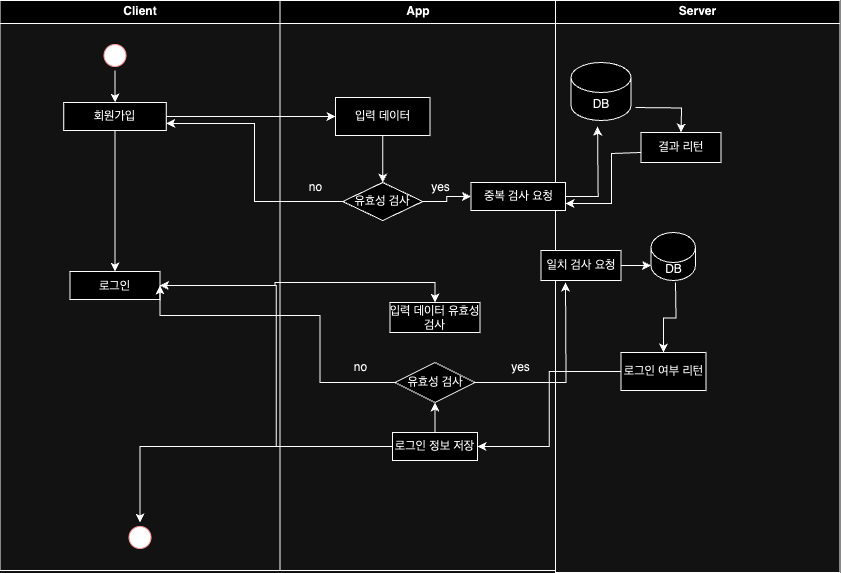 Client
App
Server
DB
회원가입
입력 데이터
결과 리턴
no
yes
유효성 검사
중복 검사 요청
일치 검사 요청
DB
로그인
입력 데이터 유효성
검사
no
yes
유효성 검사
로그인 여부 리턴
로그인 정보 저장